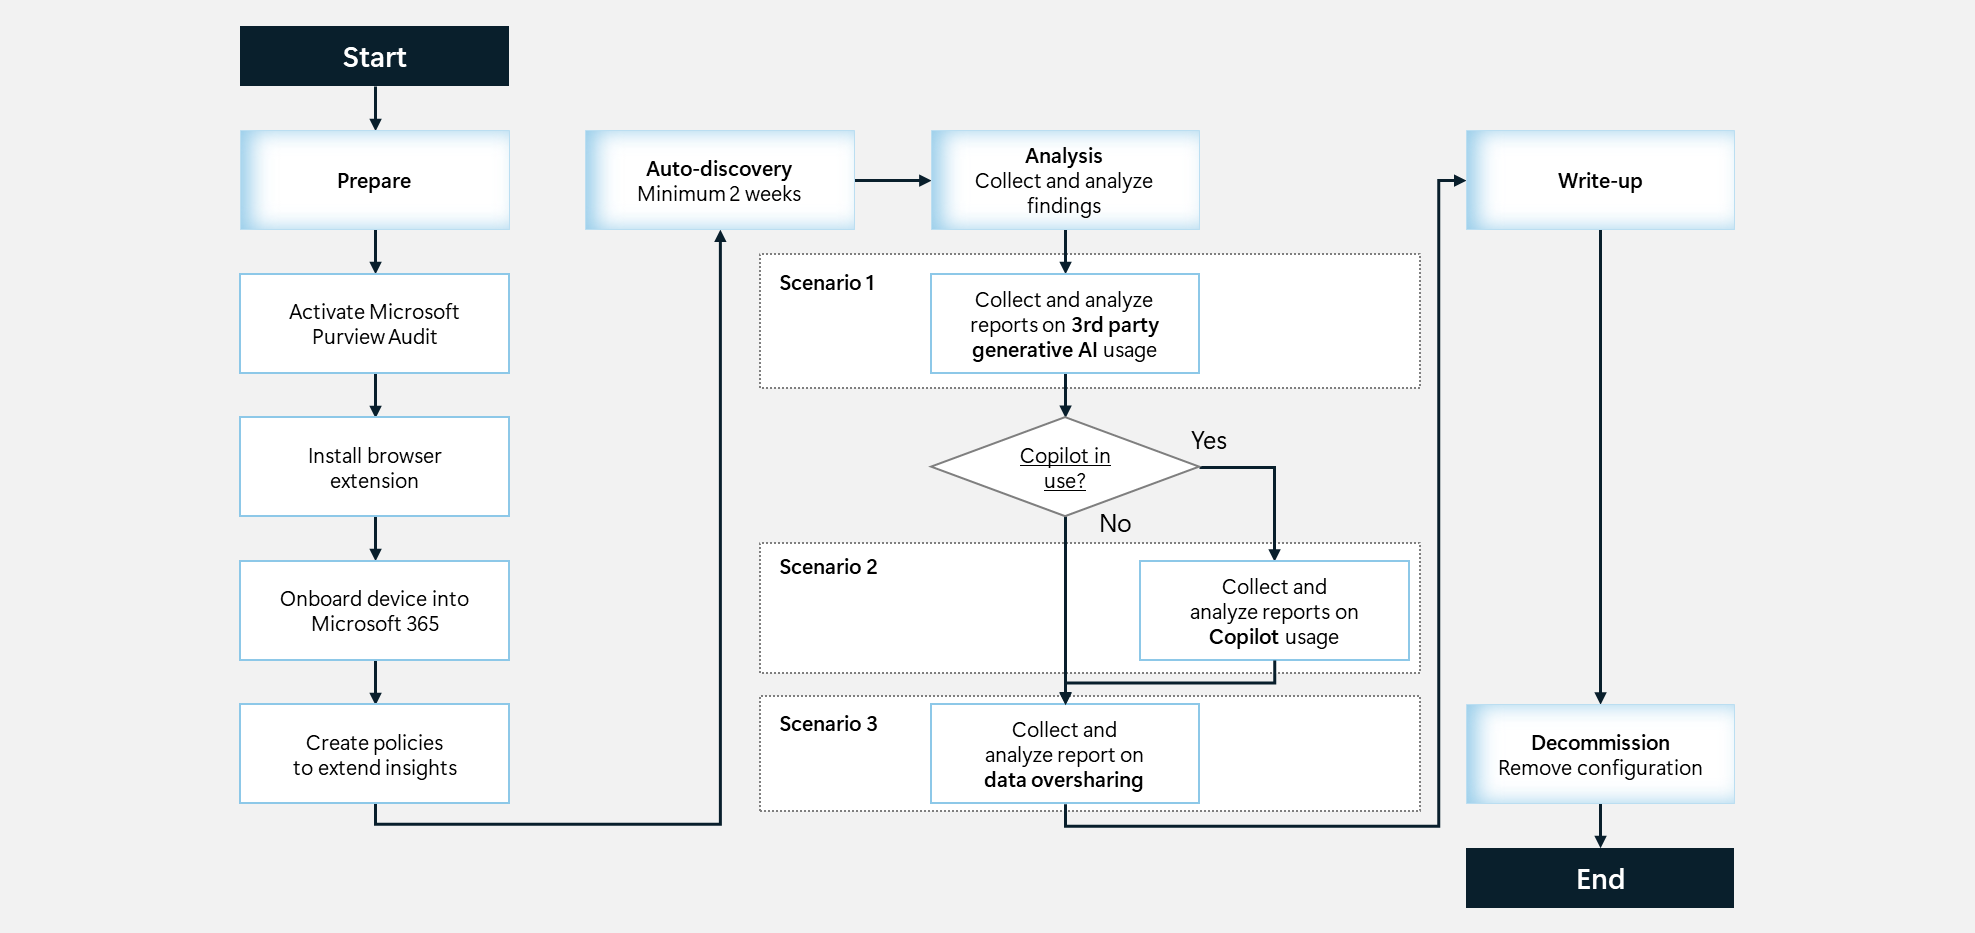 Start
Prepare
Activate Microsoft
Purview Audit
Install browser
extension
Onboard device into
Microsoft 365
Create policies
to extend insights
Auto-discovery
Minimum 2 weeks
Analysis
Collect and analyze
findings
Scenario 1
Collect and analyze
reports on 3rd party
generative AI usage
Copilot in
use?
Yes
No
Scenario 2
Collect and
analyze reports on
Copilot usage
Scenario 3
Collect and
analyze report on
data oversharing
Write-up
Decommission
Remove configuration
End